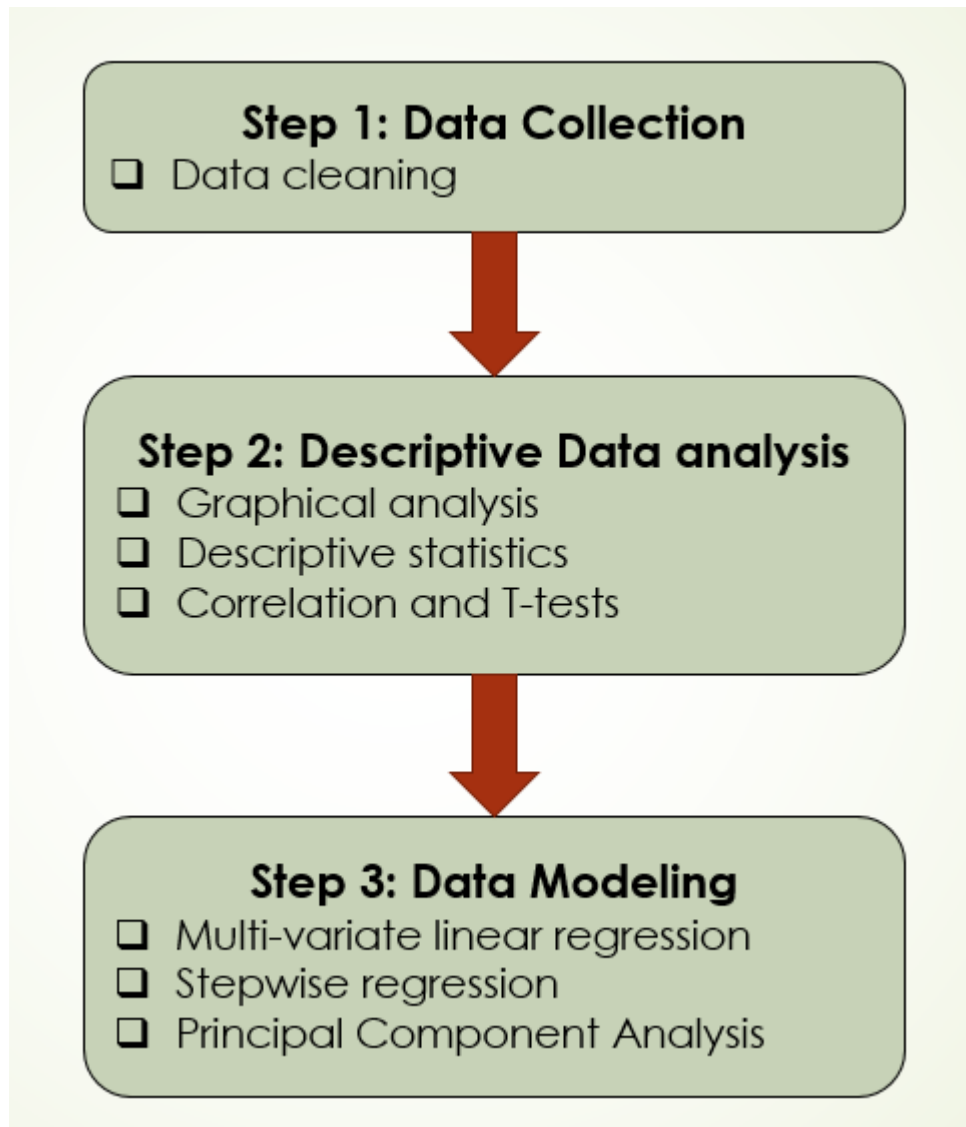 Step 1: Data Collection
Data cleaning
Step 2: Descriptive Data analysis
Graphical analysis
Descriptive statistics
Correlation and T-tests
Step 3: Data Modeling
Multi-variate linear regression
Stepwise regression
Principal Component Analysis